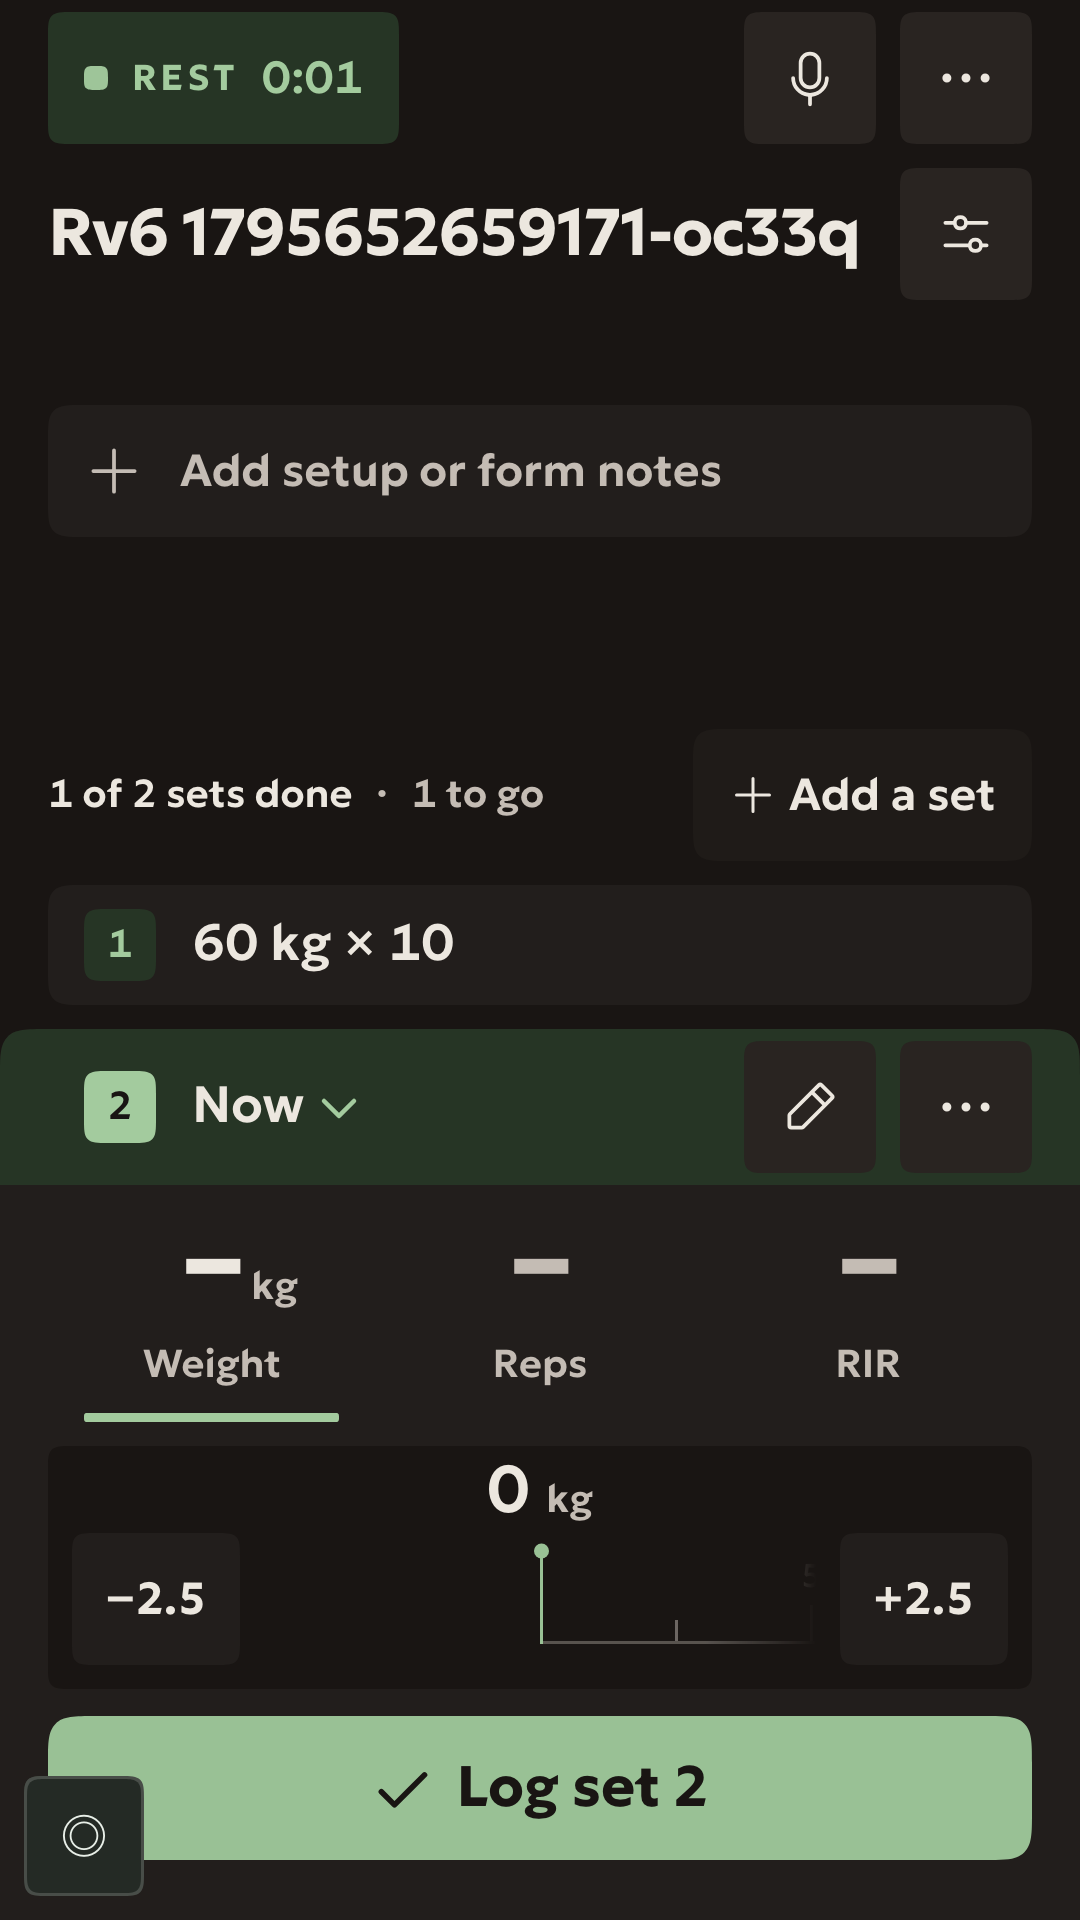 REST 0:01
Rv6 1795652659171-oc33q
Add setup or form notes
1 of 2 sets done · 1 to go
Add a set
1 60 kg × 10
2 Now
– kg – –
Weight Reps RIR
0 kg
−2.5 +2.5
Log set 2